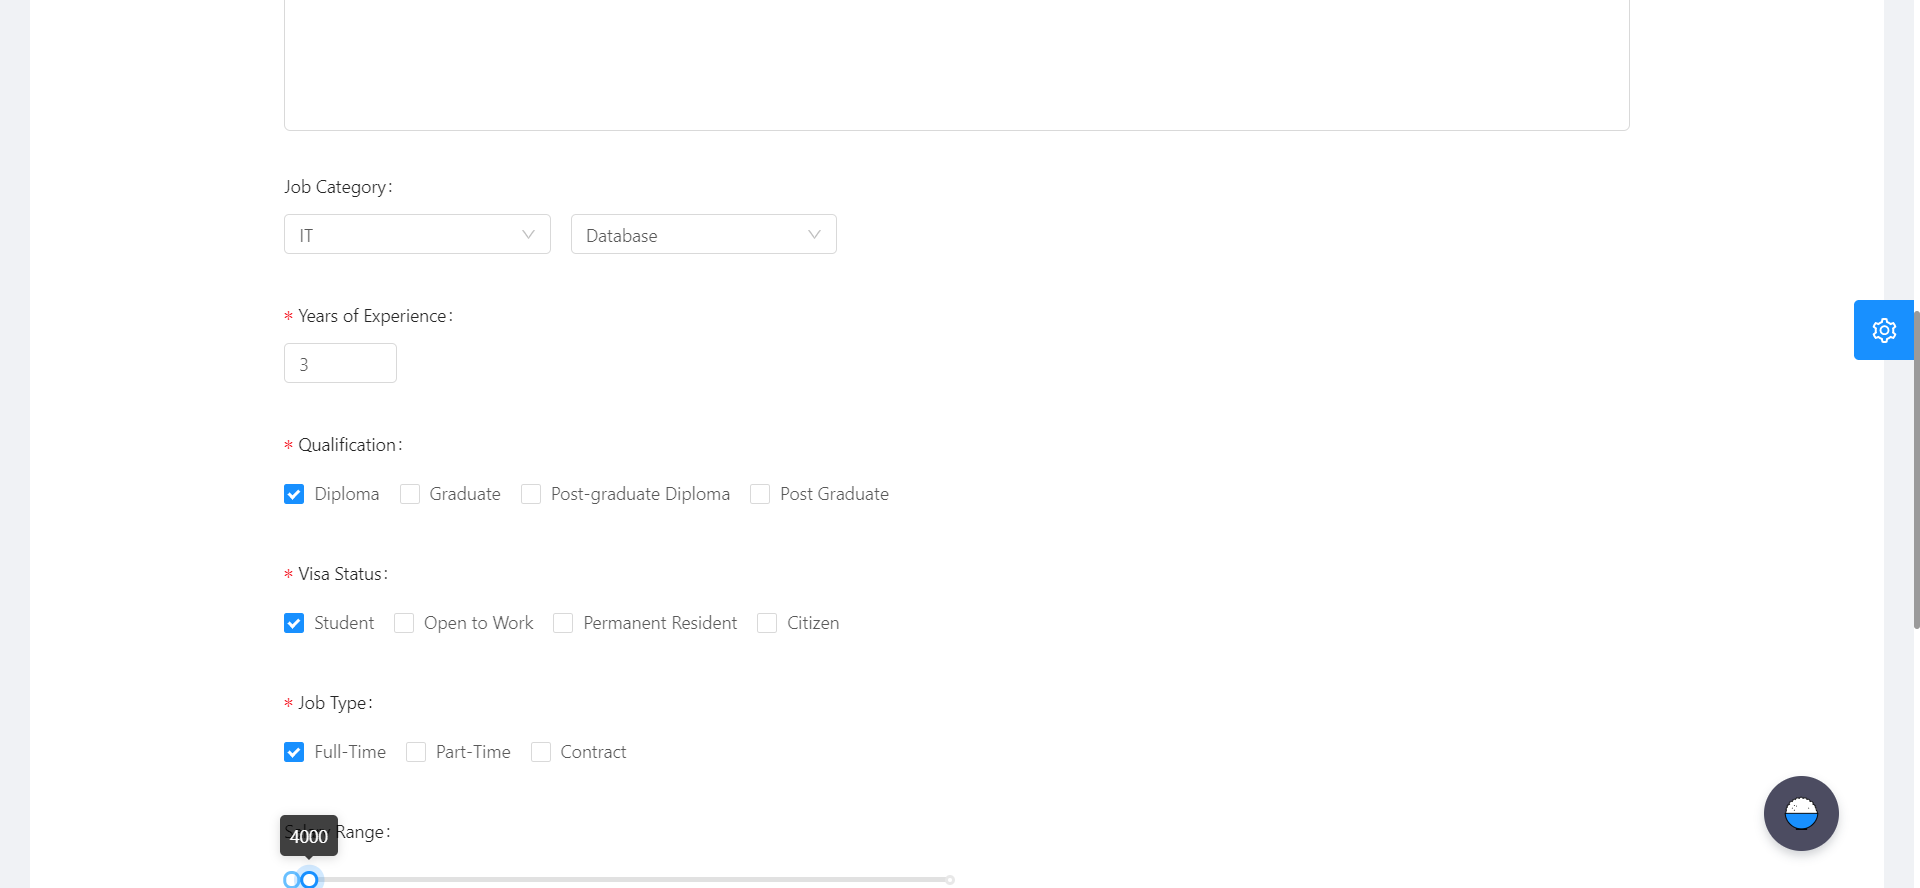 Job Category:
IT Database
* Years of Experience:
3
* Qualification:
Diploma Graduate Post-graduate Diploma Post Graduate
* Visa Status:
Student Open to Work Permanent Resident Citizen
* Job Type:
Full-Time Part-Time Contract
Range:
4000